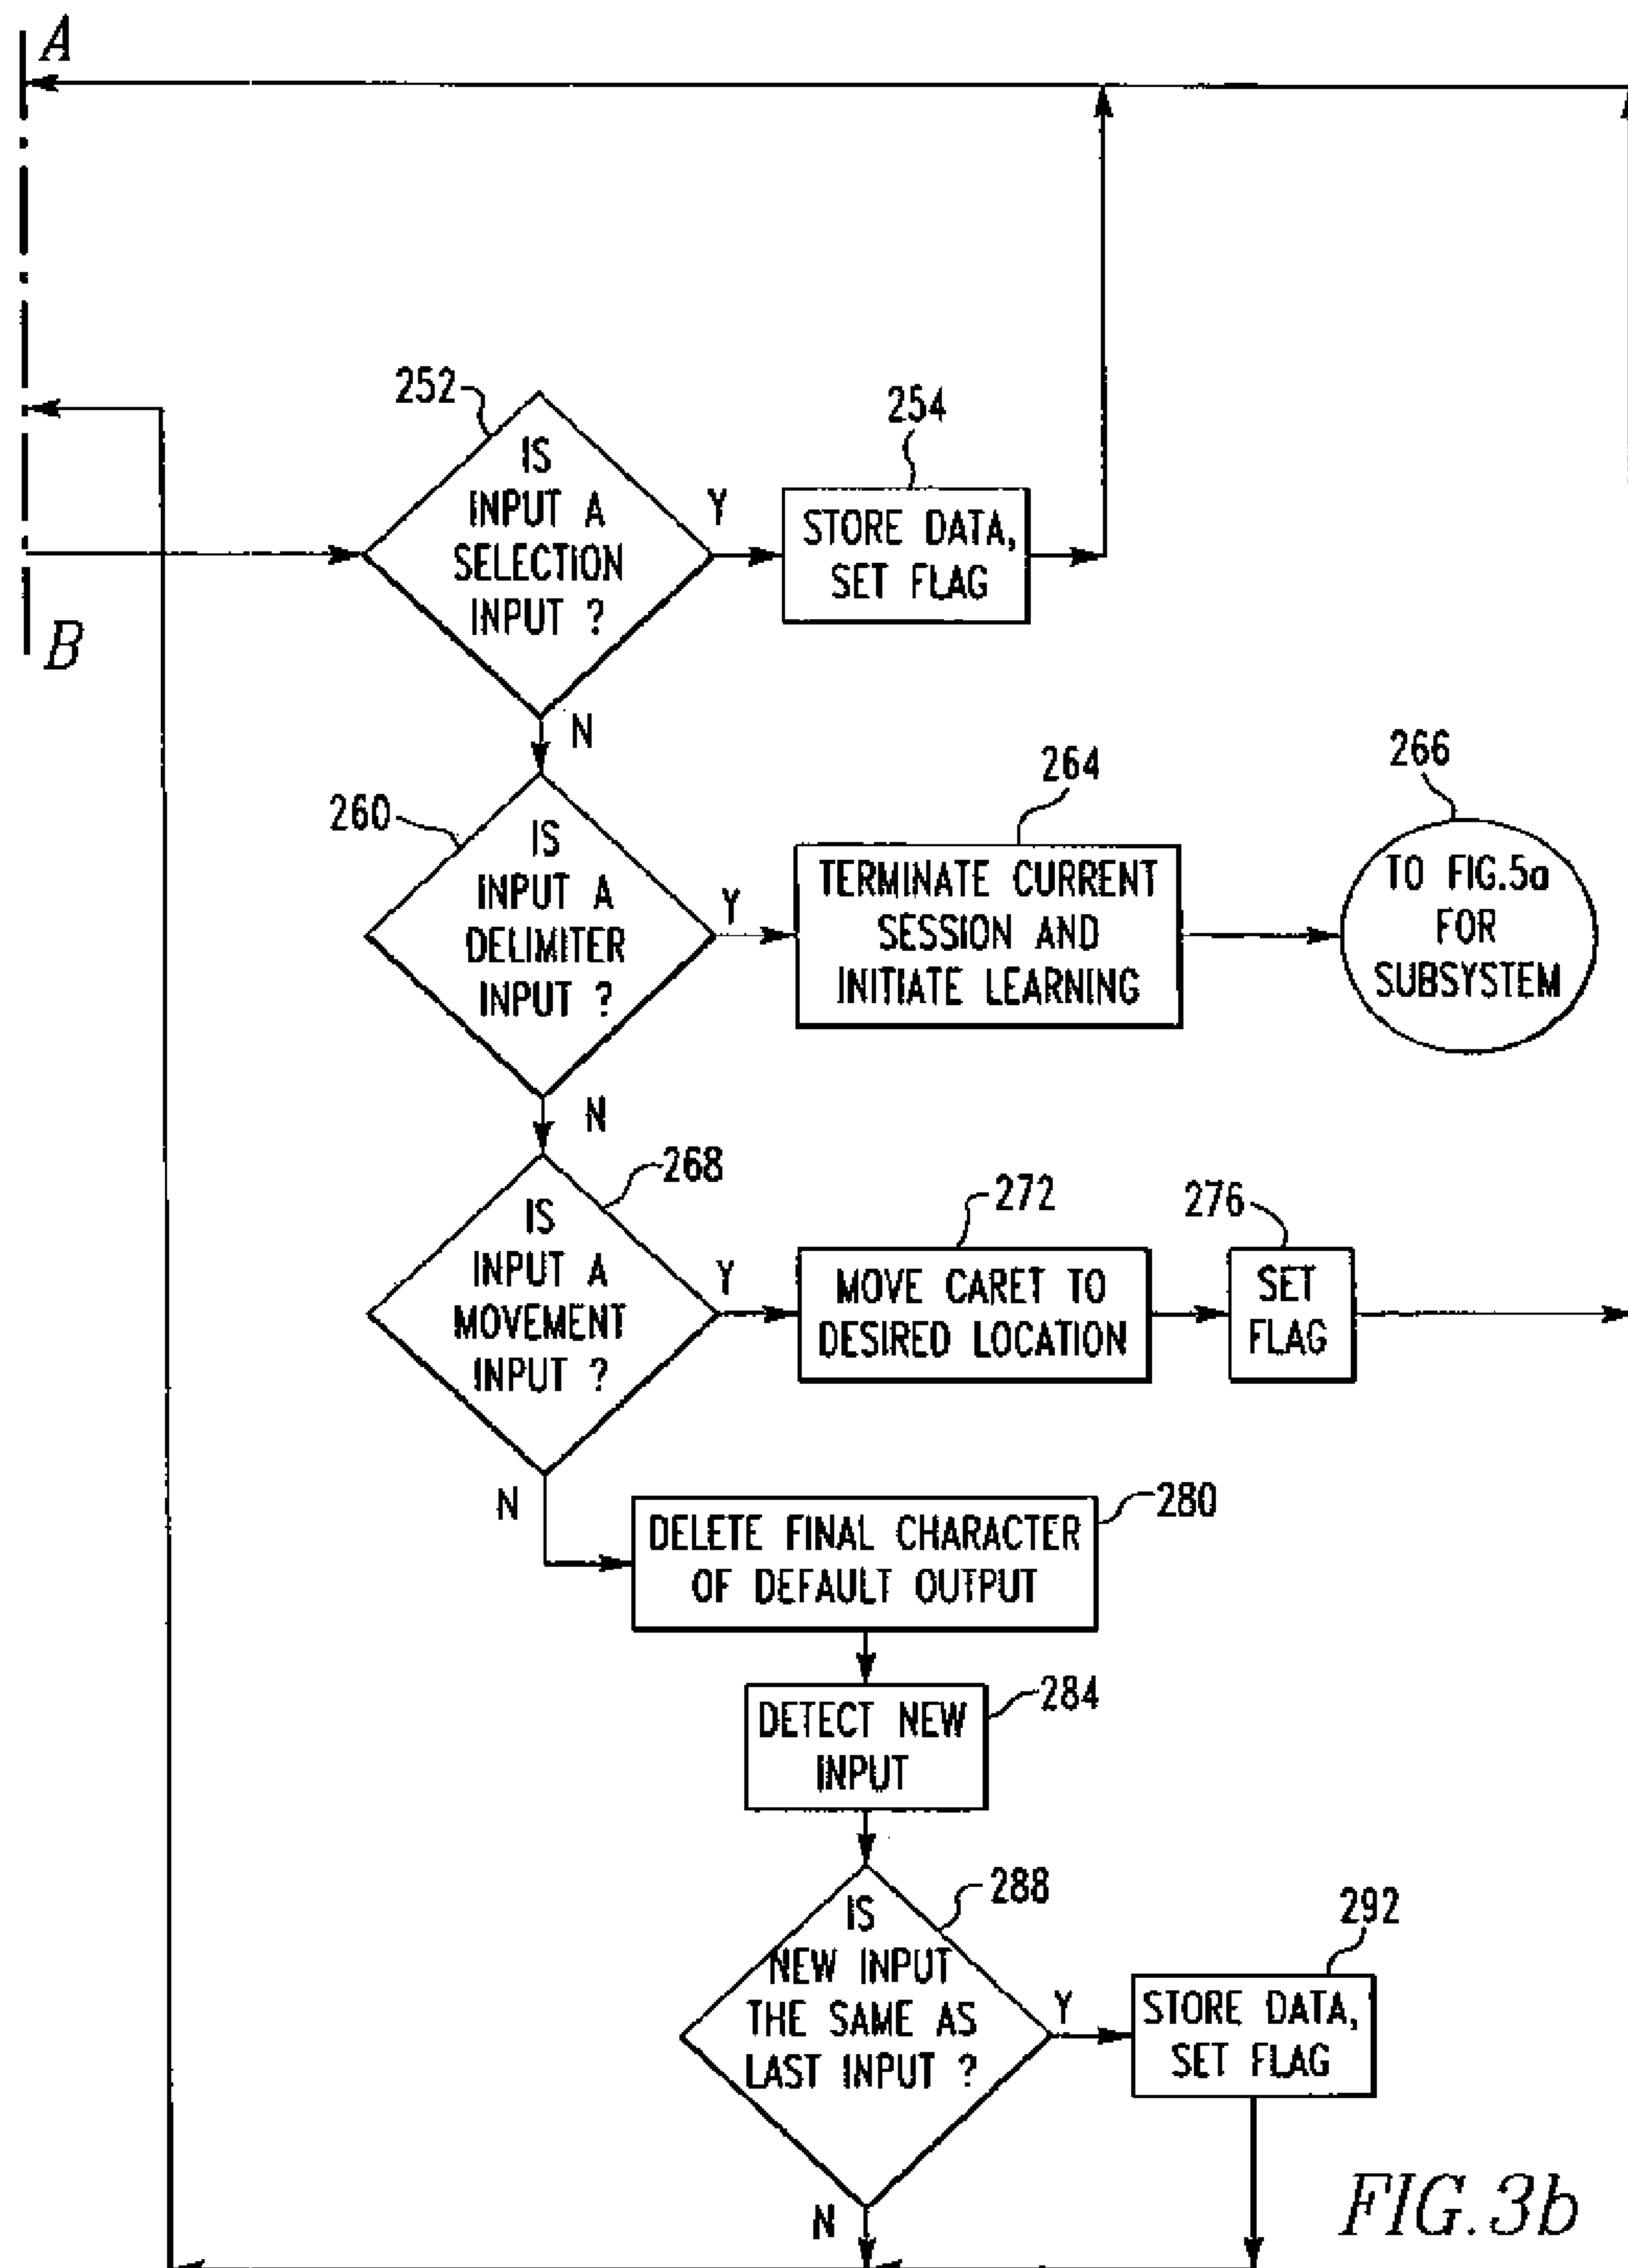 A
252
254
IS
INPUT A
SELECTION
INPUT ?
Y
STORE DATA,
SET FLAG
B
N
260
264
266
IS
INPUT A
DELIMITER
INPUT ?
Y
TERMINATE CURRENT
SESSION AND
INITIATE LEARNING
TO FIG.5a
FOR
SUBSYSTEM
N
268
272
276
IS
INPUT A
MOVEMENT
INPUT ?
Y
MOVE CARET TO
DESIRED LOCATION
SET
FLAG
N
280
DELETE FINAL CHARACTER
OF DEFAULT OUTPUT
284
DETECT NEW
INPUT
288
292
IS
NEW INPUT
THE SAME AS
LAST INPUT ?
Y
STORE DATA,
SET FLAG
N
FIG.3b